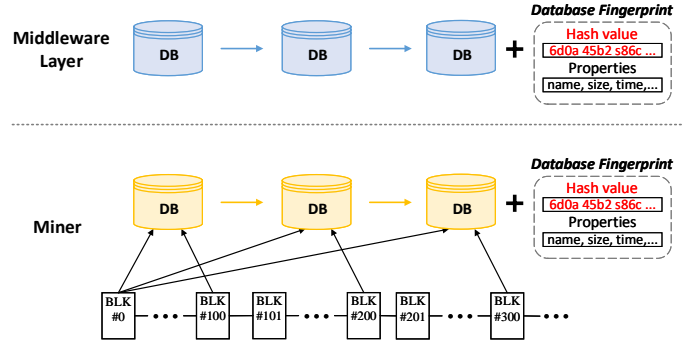 Middleware
Layer
DB
DB
DB
+
Database Fingerprint
Hash value
6d0a 45b2 s86c ...
Properties
name, size, time,...
Miner
DB
DB
DB
+
Database Fingerprint
Hash value
6d0a 45b2 s86c ...
Properties
name, size, time,...
BLK
#0
BLK
#100
BLK
#101
BLK
#200
BLK
#201
BLK
#300